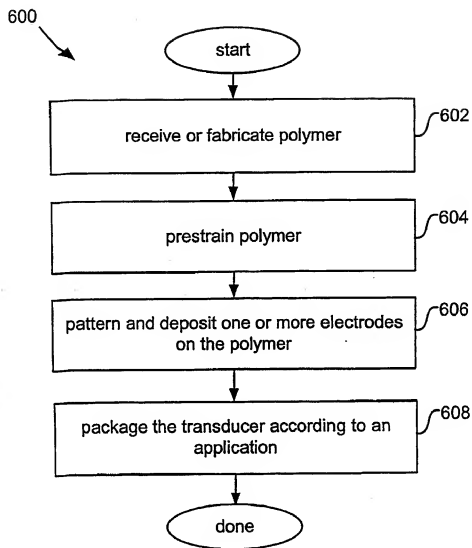 600
start
receive or fabricate polymer
602
prestrain polymer
604
pattern and deposit one or more electrodes
on the polymer
606
package the transducer according to an
application
608
done